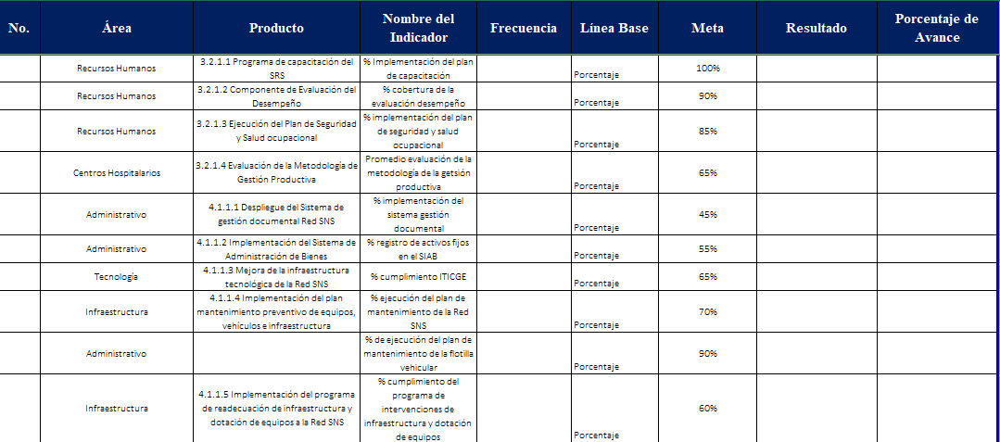 No.
Área
Producto
Nombre del
Indicador
Frecuencia
Línea Base
Meta
Resultado
Porcentaje de
Avance
Recursos Humanos
3.2.1.1 Programa de capacitación del
SRS
% Implementación del plan
de capacitación
Porcentaje
100%
Recursos Humanos
3.2.1.2 Componente de Evaluación del
Desempeño
% cobertura de la
evaluación desempeño
Porcentaje
90%
Recursos Humanos
3.2.1.3 Ejecución del Plan de Seguridad
y Salud ocupacional
% implementación del plan
de seguridad y salud
ocupacional
Porcentaje
85%
Centros Hospitalarios
3.2.1.4 Evaluación de la Metodología de
Gestión Productiva
Promedio evaluación de la
metodología de la getsión
productiva
Porcentaje
65%
Administrativo
4.1.1.1 Despliegue del Sistema de
gestión documental Red SNS
% implementación del
sistema gestión
documental
Porcentaje
45%
Administrativo
4.1.1.2 Implementación del Sistema de
Administración de Bienes
% registro de activos fijos
en el SIAB
Porcentaje
55%
Tecnología
4.1.1.3 Mejora de la infraestructura
tecnológica de la Red SNS
% cumplimiento ITICGE
Porcentaje
65%
Infraestructura
4.1.1.4 Implementación del plan
mantenimiento preventivo de equipos,
vehículos e infraestructura
% ejecución del plan de
mantenimiento de la Red
SNS
Porcentaje
70%
Administrativo
% de ejecución del plan de
mantenimiento de la flotilla
vehicular
Porcentaje
90%
Infraestructura
4.1.1.5 Implementación del programa
de readecuación de infraestructura y
dotación de equipos a la Red SNS
% cumplimiento del
programa de
intervenciones de
infraestructura y dotación
de equipos
Porcentaje
60%